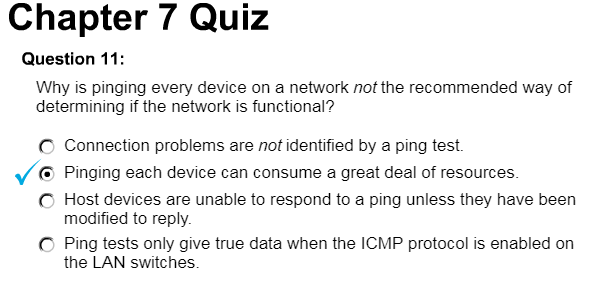 Chapter 7 Quiz
Question 11:
Why is pinging every device on a network not the recommended way of
determining if the network is functional?
Connection problems are not identified by a ping test.
Pinging each device can consume a great deal of resources.
Host devices are unable to respond to a ping unless they have been
modified to reply.
Ping tests only give true data when the ICMP protocol is enabled on
the LAN switches.